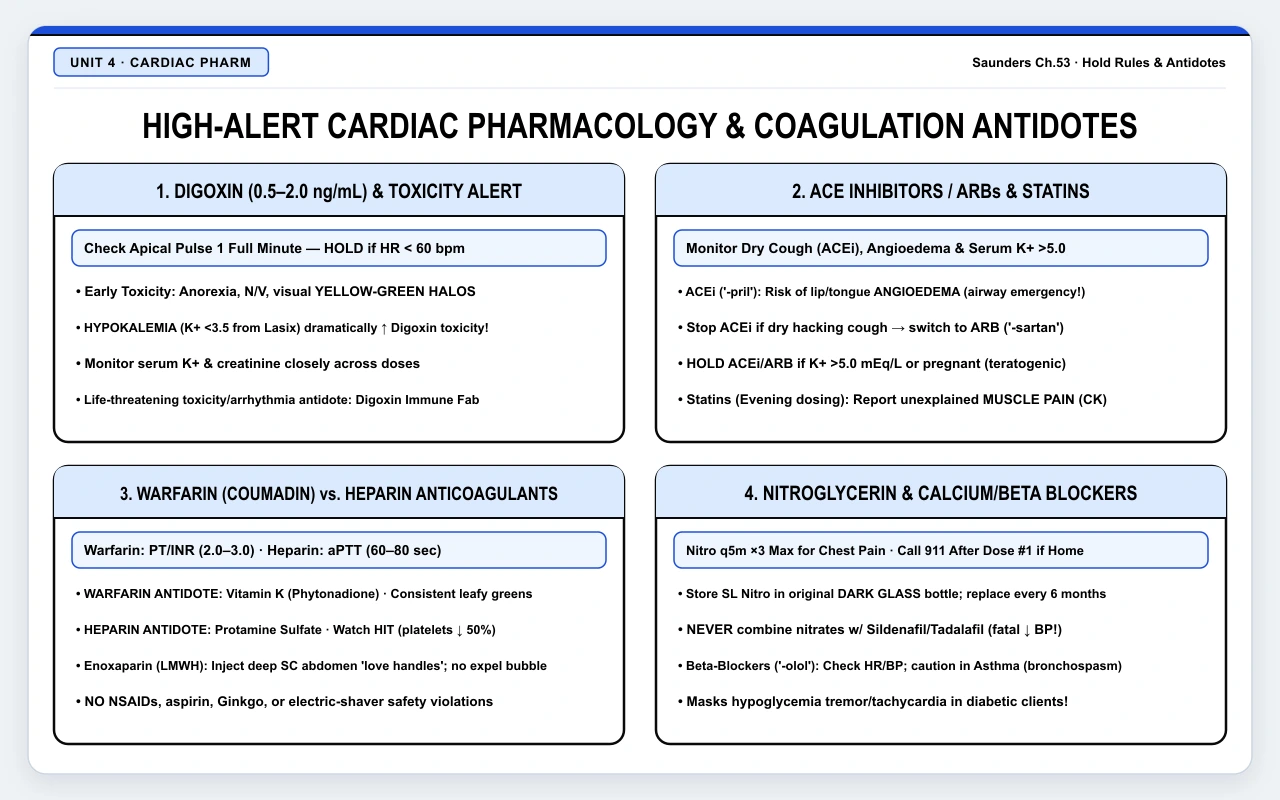 UNIT 4 · CARDIAC PHARM
Saunders Ch.53 · Hold Rules & Antidotes
HIGH-ALERT CARDIAC PHARMACOLOGY & COAGULATION ANTIDOTES
1. DIGOXIN (0.5–2.0 ng/mL) & TOXICITY ALERT
Check Apical Pulse 1 Full Minute — HOLD if HR < 60 bpm
• Early Toxicity: Anorexia, N/V, visual YELLOW-GREEN HALOS
• HYPOKALEMIA (K+ <3.5 from Lasix) dramatically ↑ Digoxin toxicity!
• Monitor serum K+ & creatinine closely across doses
• Life-threatening toxicity/arrhythmia antidote: Digoxin Immune Fab
2. ACE INHIBITORS / ARBs & STATINS
Monitor Dry Cough (ACEi), Angioedema & Serum K+ >5.0
• ACEi ('-pril'): Risk of lip/tongue ANGIOEDEMA (airway emergency!)
• Stop ACEi if dry hacking cough → switch to ARB ('-sartan')
• HOLD ACEi/ARB if K+ >5.0 mEq/L or pregnant (teratogenic)
• Statins (Evening dosing): Report unexplained MUSCLE PAIN (CK)
3. WARFARIN (COUMADIN) vs. HEPARIN ANTICOAGULANTS
Warfarin: PT/INR (2.0–3.0) · Heparin: aPTT (60–80 sec)
• WARFARIN ANTIDOTE: Vitamin K (Phytonadione) · Consistent leafy greens
• HEPARIN ANTIDOTE: Protamine Sulfate · Watch HIT (platelets ↓ 50%)
• Enoxaparin (LMWH): Inject deep SC abdomen 'love handles'; no expel bubble
• NO NSAIDs, aspirin, Ginkgo, or electric-shaver safety violations
4. NITROGLYCERIN & CALCIUM/BETA BLOCKERS
Nitro q5m ×3 Max for Chest Pain · Call 911 After Dose #1 if Home
• Store SL Nitro in original DARK GLASS bottle; replace every 6 months
• NEVER combine nitrates w/ Sildenafil/Tadalafil (fatal ↓ BP!)
• Beta-Blockers ('-olol'): Check HR/BP; caution in Asthma (bronchospasm)
• Masks hypoglycemia tremor/tachycardia in diabetic clients!